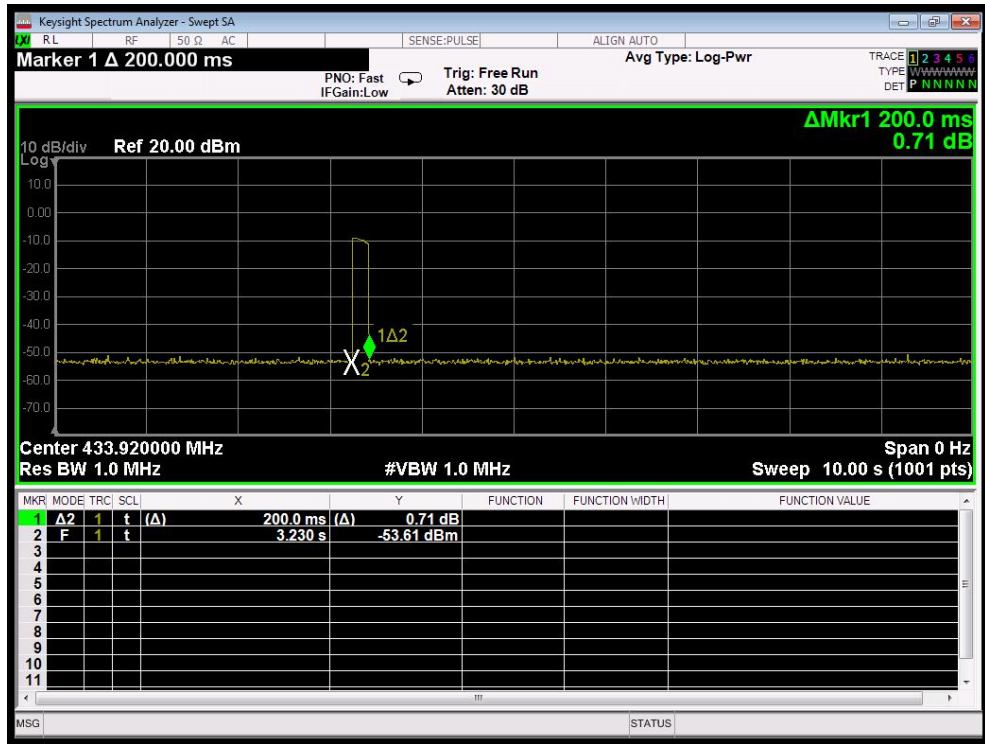 Keysight Spectrum Analyzer - Swept SA
LXI RL RF 50 Ω AC SENSE:PULSE ALIGN AUTO
Marker 1 Δ 200.000 ms
PNO: Fast
IFGain:Low
Trig: Free Run
Atten: 30 dB
Avg Type: Log-Pwr
TRACE 1 2 3 4 5 6
TYPE WWWWWW
DET P N N N N N
ΔMkr1 200.0 ms
0.71 dB
10 dB/div Ref 20.00 dBm
Log
10.0
0.00
-10.0
-20.0
-30.0
-40.0
1Δ2
-50.0
X2
-60.0
-70.0
Center 433.920000 MHz Span 0 Hz
Res BW 1.0 MHz #VBW 1.0 MHz Sweep 10.00 s (1001 pts)
MKR MODE TRC SCL X Y FUNCTION FUNCTION WIDTH FUNCTION VALUE
1 Δ2 1 t (Δ) 200.0 ms (Δ) 0.71 dB
2 F 1 t 3.230 s -53.61 dBm
3
4
5
6
7
8
9
10
11
MSG STATUS